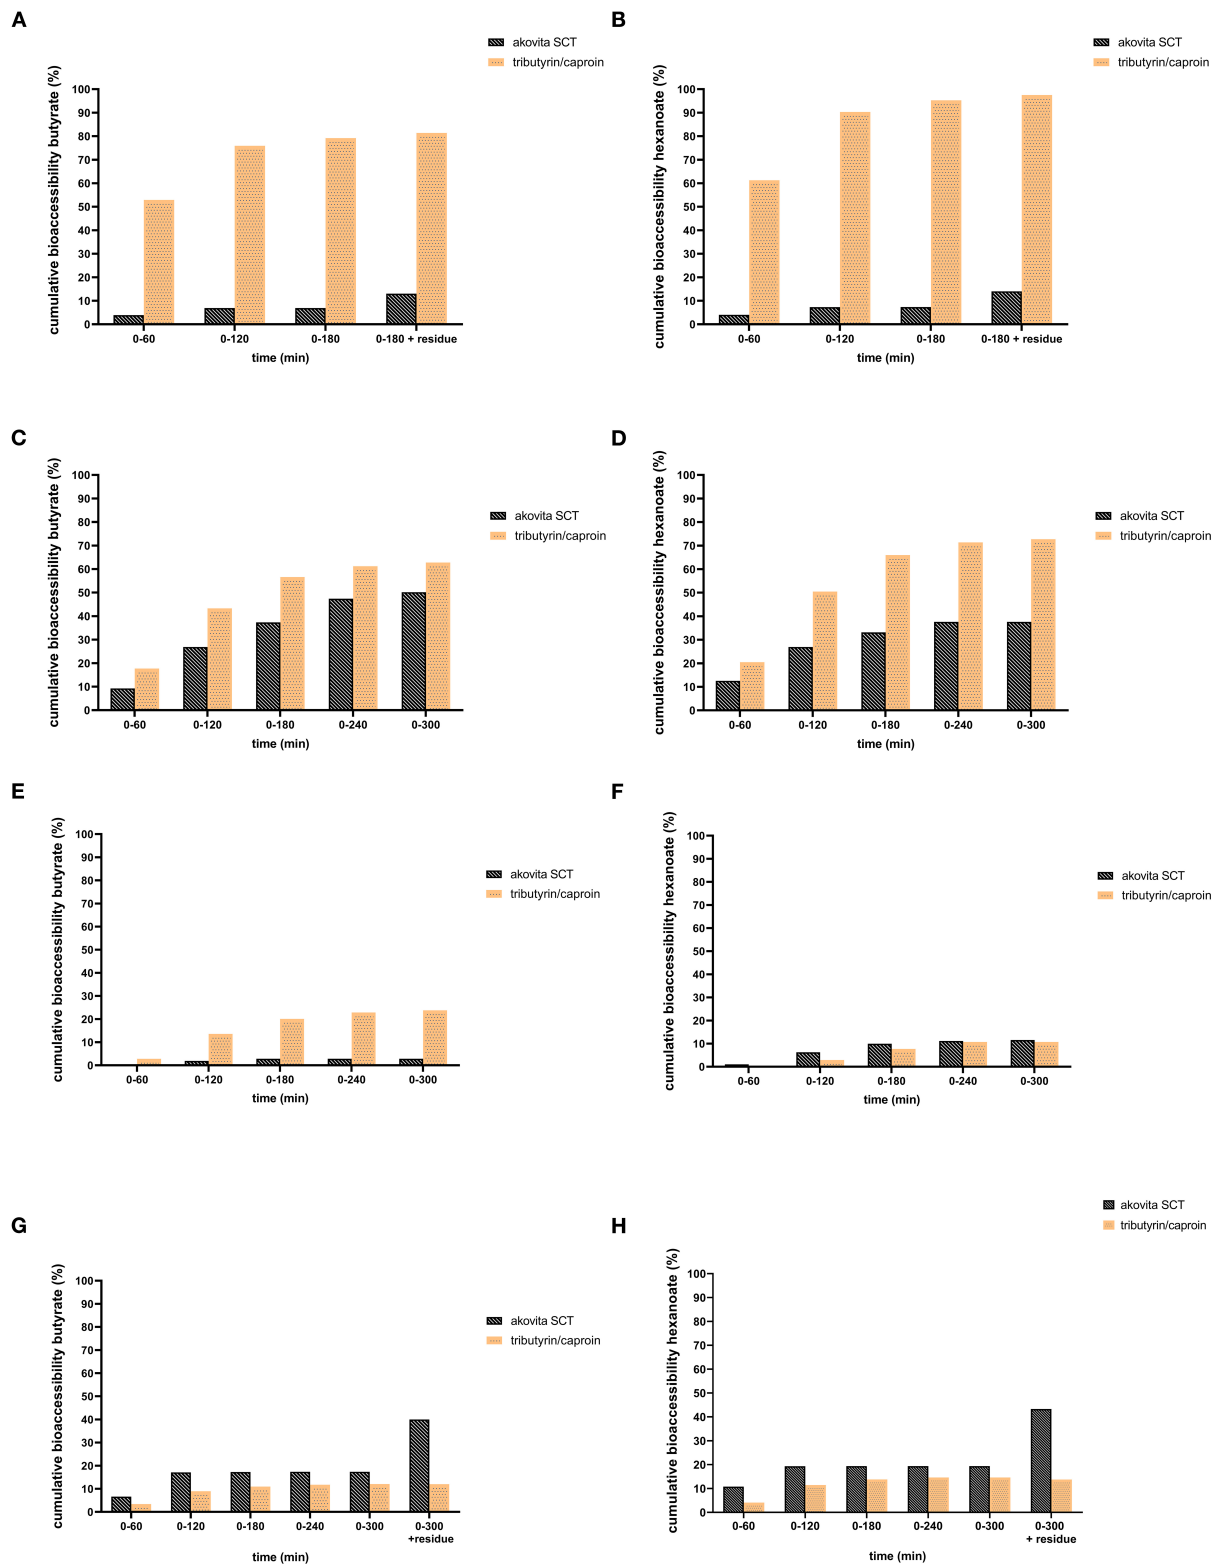 A
akovita SCT
tributyrin/caproin
cumulative bioaccessibility butyrate (%)
100
90
80
70
60
50
40
30
20
10
0
0-60 0-120 0-180 0-180 + residue
time (min)
B
akovita SCT
tributyrin/caproin
cumulative bioaccessibility hexanoate (%)
100
90
80
70
60
50
40
30
20
10
0
0-60 0-120 0-180 0-180 + residue
time (min)
C
akovita SCT
tributyrin/caproin
cumulative bioaccessibility butyrate (%)
100
90
80
70
60
50
40
30
20
10
0
0-60 0-120 0-180 0-240 0-300
time (min)
D
akovita SCT
tributyrin/caproin
cumulative bioaccessibility hexanoate (%)
100
90
80
70
60
50
40
30
20
10
0
0-60 0-120 0-180 0-240 0-300
time (min)
E
akovita SCT
tributyrin/caproin
cumulative bioaccessibility butyrate (%)
100
90
80
70
60
50
40
30
20
10
0
0-60 0-120 0-180 0-240 0-300
time (min)
F
akovita SCT
tributyrin/caproin
cumulative bioaccessibility hexanoate (%)
100
90
80
70
60
50
40
30
20
10
0
0-60 0-120 0-180 0-240 0-300
time (min)
G
akovita SCT
tributyrin/caproin
cumulative bioaccessibility butyrate (%)
100
90
80
70
60
50
40
30
20
10
0
0-60 0-120 0-180 0-240 0-300 0-300
+residue
time (min)
H
akovita SCT
tributyrin/caproin
cumulative bioaccessibility hexanoate (%)
100
90
80
70
60
50
40
30
20
10
0
0-60 0-120 0-180 0-240 0-300 0-300
+ residue
time (min)